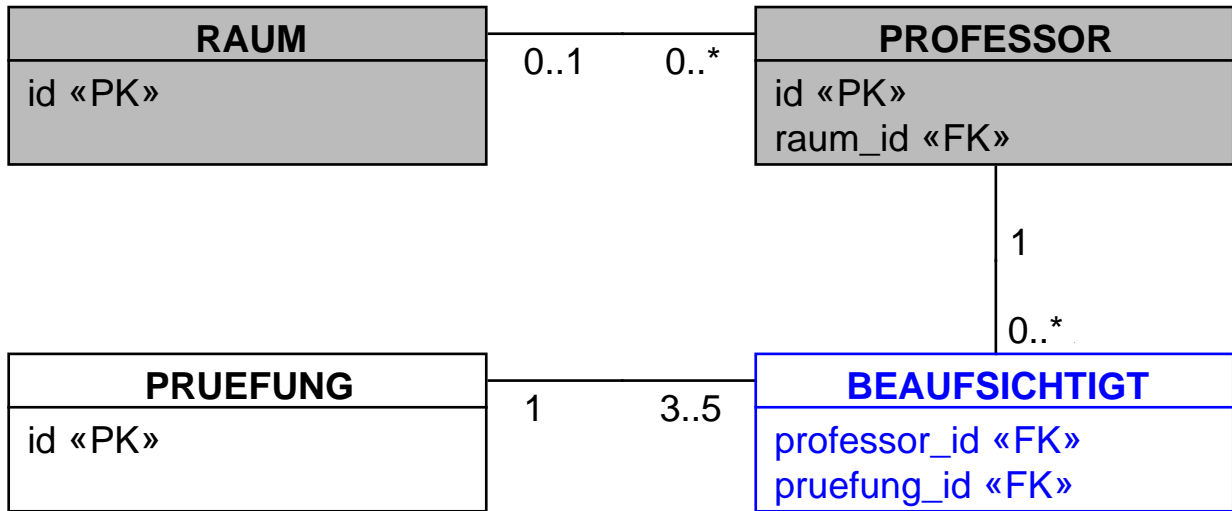 RAUM
id «PK»
0..1
0..*
PROFESSOR
id «PK»
raum_id «FK»
1
0..*
PRUEFUNG
id «PK»
1
3..5
BEAUFSICHTIGT
professor_id «FK»
pruefung_id «FK»